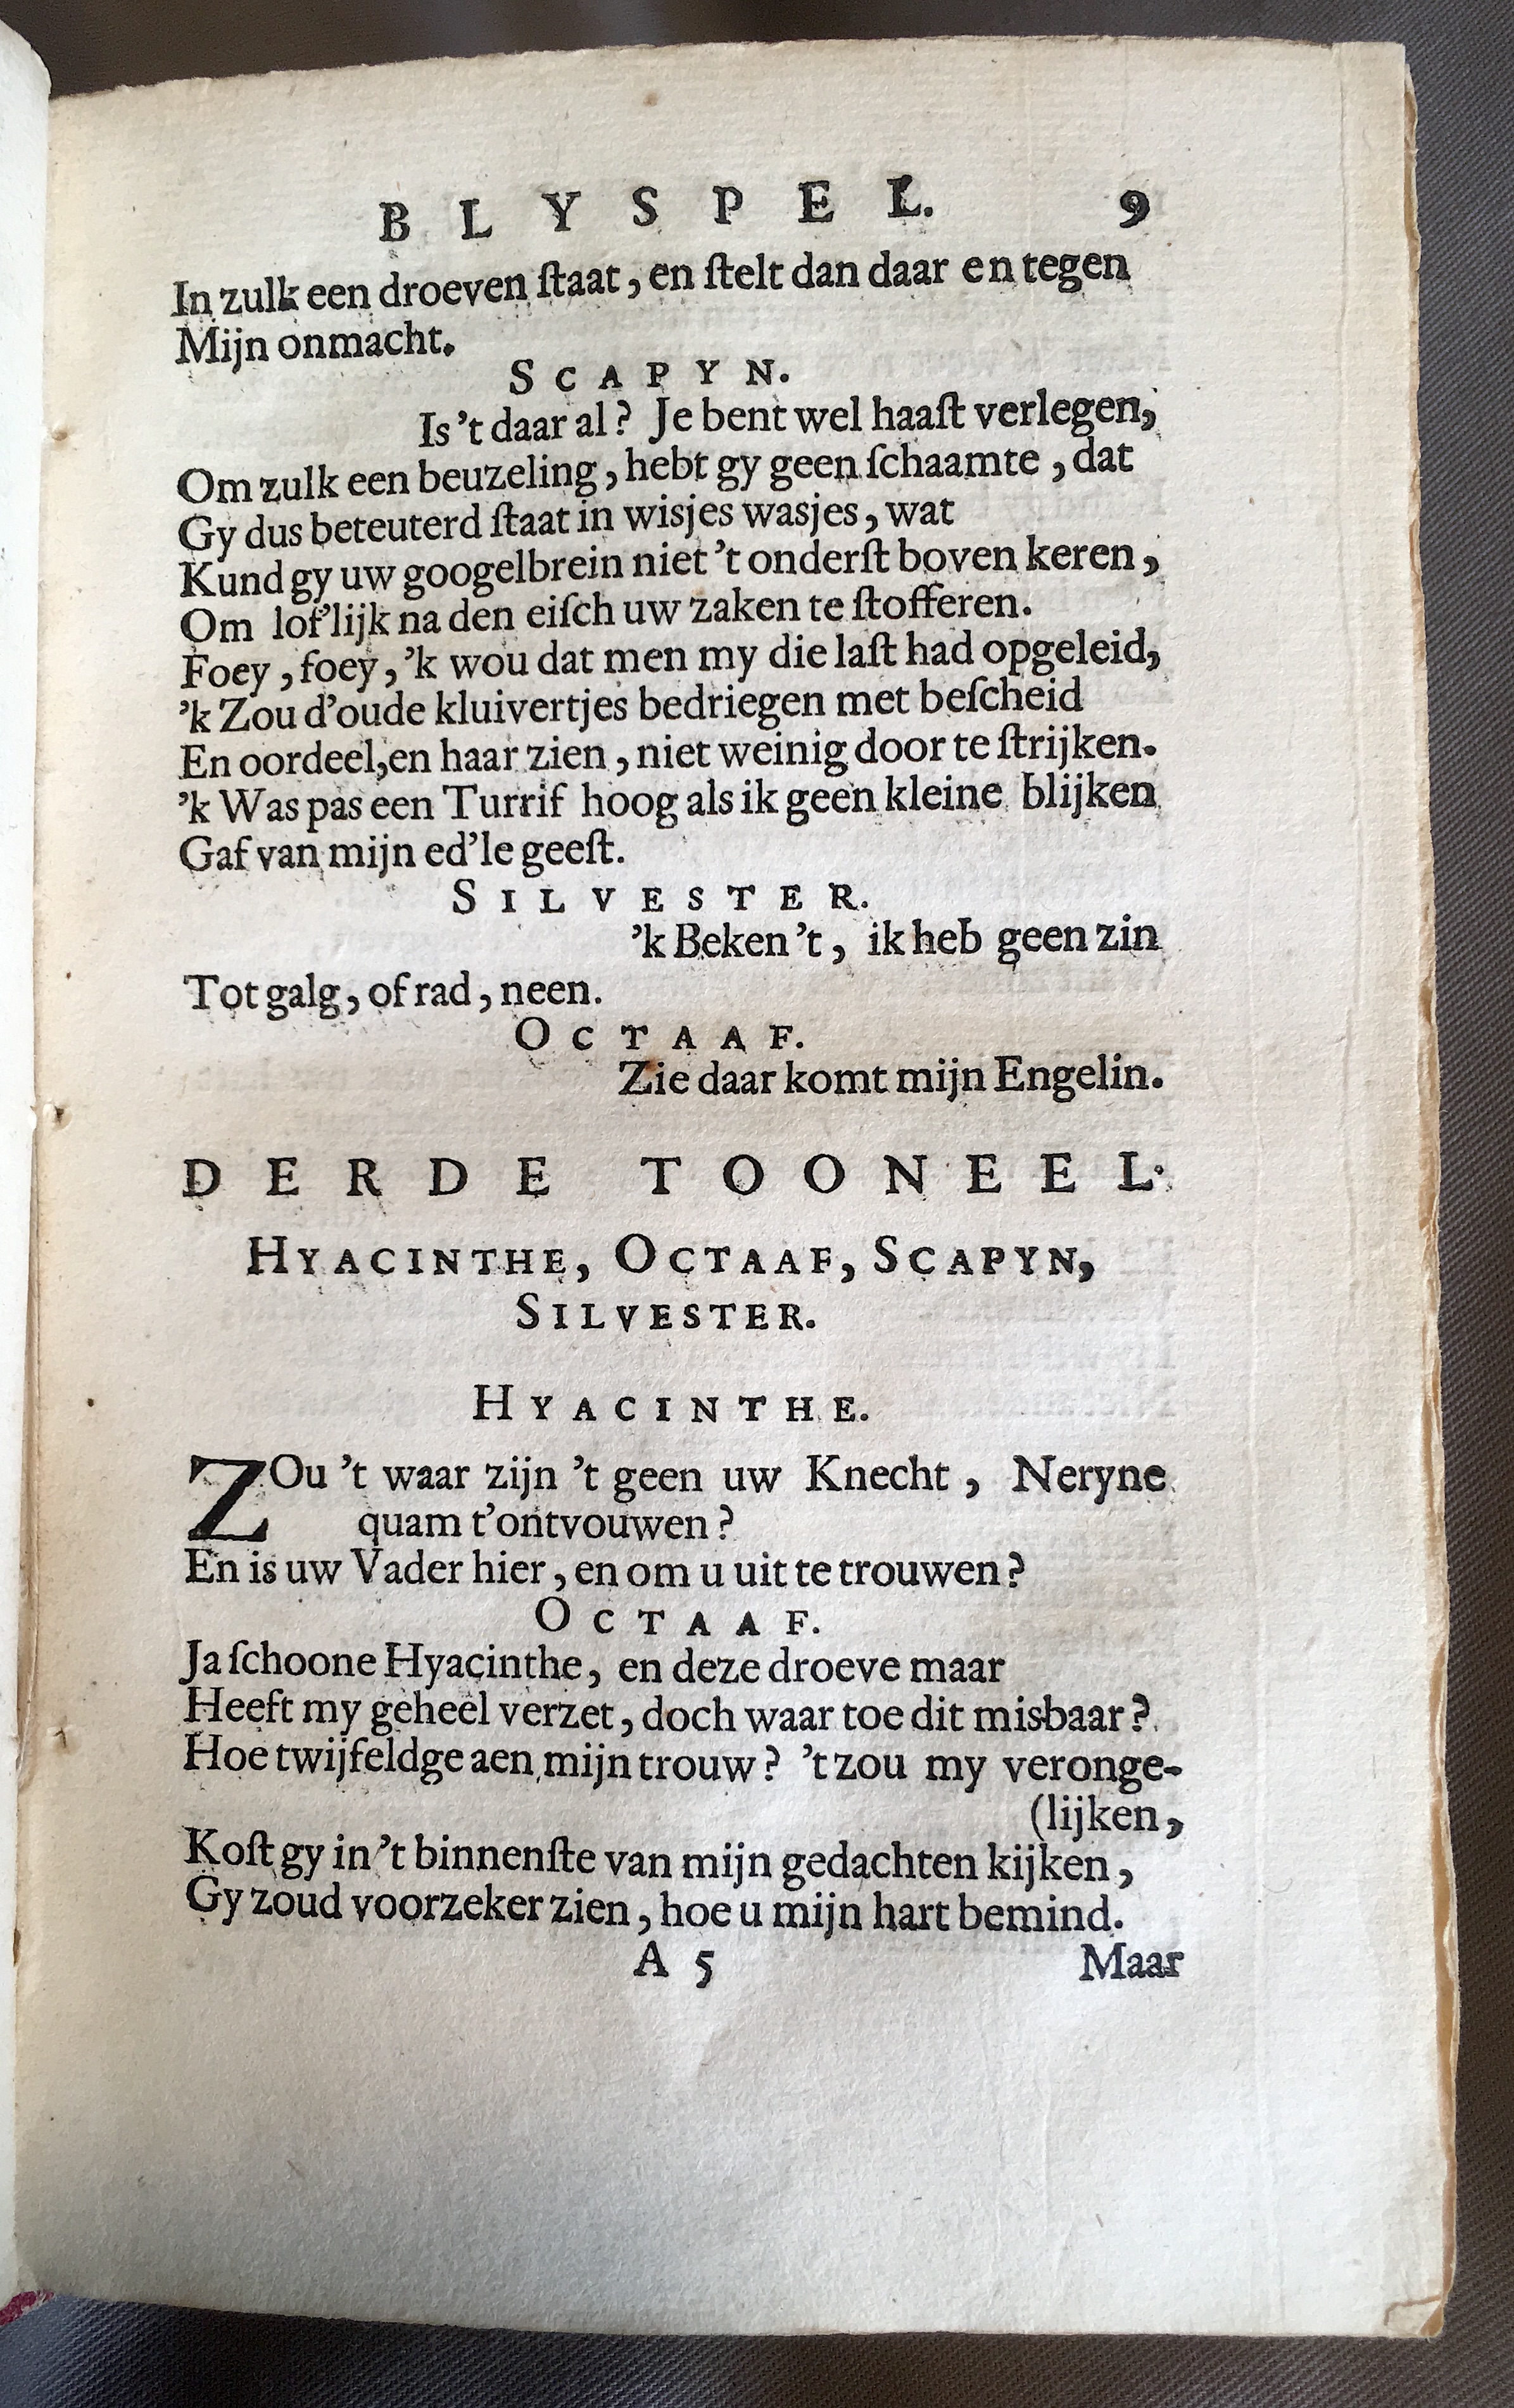 BLYSPEL. 9
In zulk een droeven ſtaat, en ſtelt dan daar en tegen
Mijn onmacht.
SCAPYN.
Is 't daar al? Je bent wel haaſt verlegen,
Om zulk een beuzeling, hebt gy geen ſchaamte, dat
Gy dus beteuterd ſtaat in wisjes wasjes, wat
Kund gy uw googelbrein niet 't onderſt boven keren,
Om lof'lijk na den eiſch uw zaken te ſtofferen.
Foey, foey, 'k wou dat men my die laſt had opgeleid,
'k Zou d'oude kluivertjes bedriegen met beſcheid
En oordeel, en haar zien, niet weinig door te ſtrijken.
'k Was pas een Turrif hoog als ik geen kleine blijken
Gaf van mijn ed'le geeſt.
SILVESTER.
'k Beken 't, ik heb geen zin
Tot galg, of rad, neen.
OCTAAF.
Zie daar komt mijn Engelin.
DERDE TOONEEL.
HYACINTHE, OCTAAF, SCAPYN,
SILVESTER.
HYACINTHE.
ZOu 't waar zijn 't geen uw Knecht, Neryne
quam t'ontvouwen?
En is uw Vader hier, en om u uit te trouwen?
OCTAAF.
Ja ſchoone Hyacinthe, en deze droeve maar
Heeft my geheel verzet, doch waar toe dit misbaar?
Hoe twijfeldge aen mijn trouw? 't zou my veronge-
(lijken,
Koſt gy in 't binnenſte van mijn gedachten kijken,
Gy zoud voorzeker zien, hoe u mijn hart bemind.
A 5 Maar